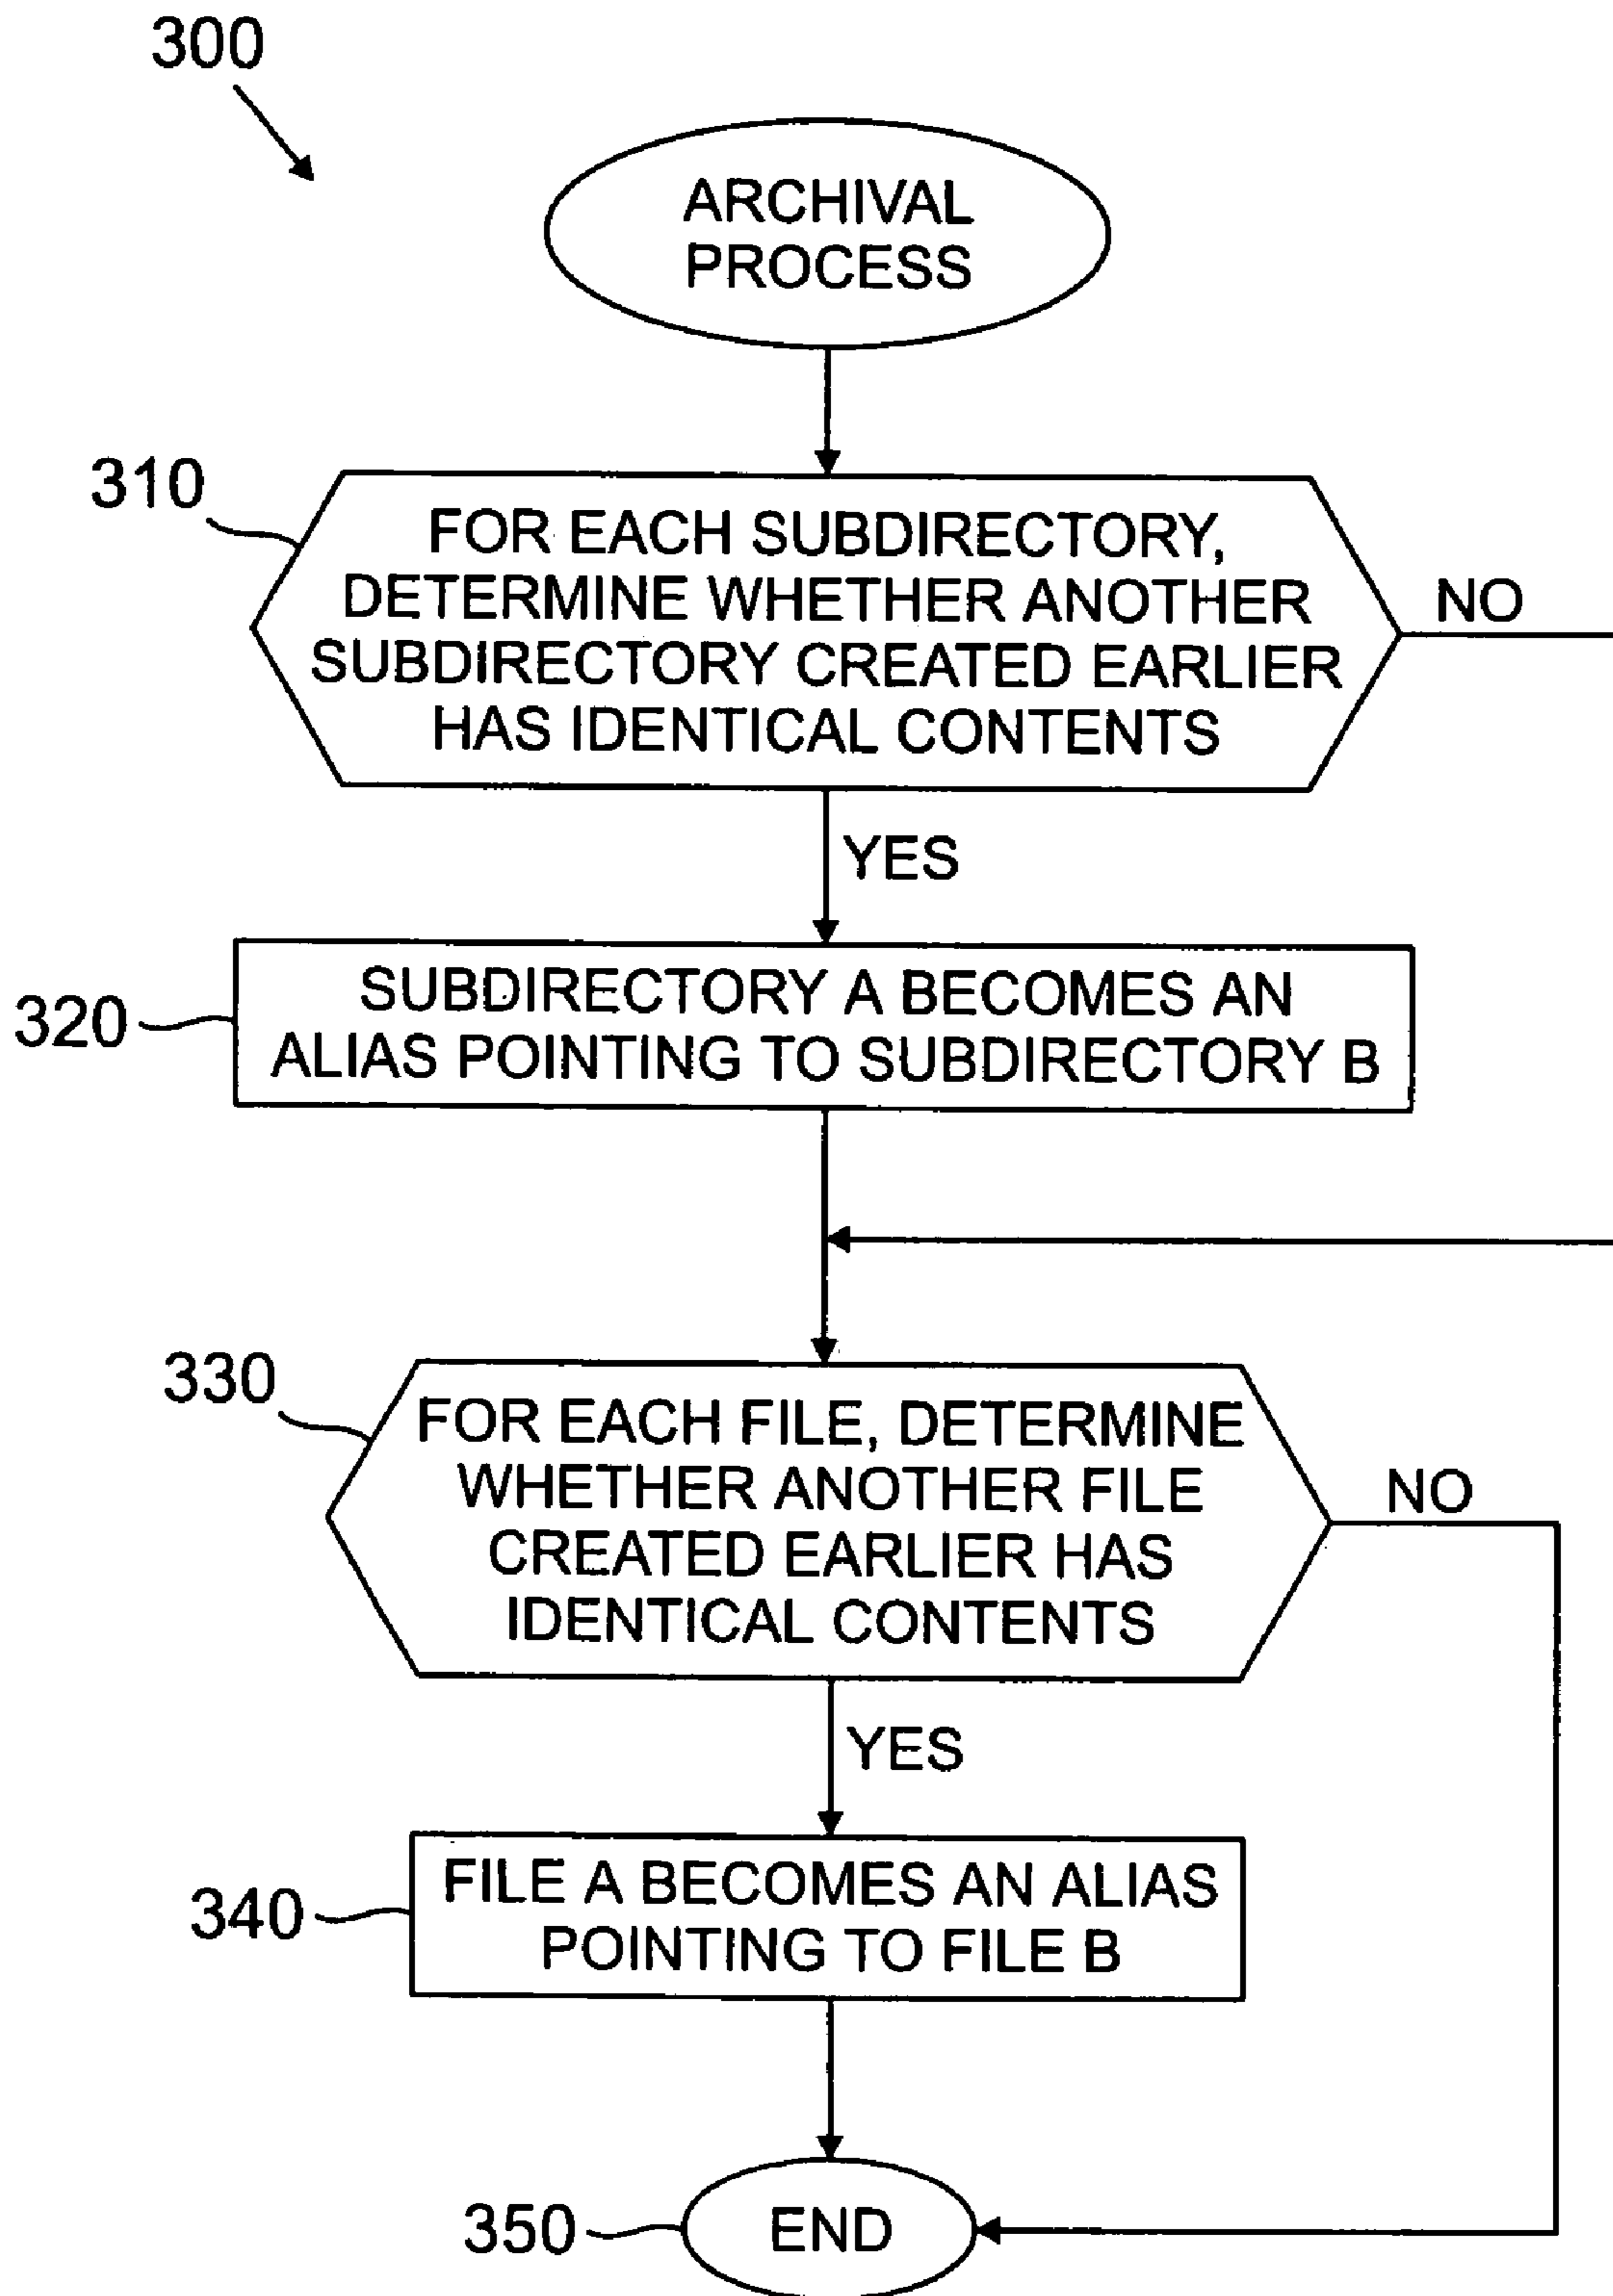 300
ARCHIVAL
PROCESS
310
FOR EACH SUBDIRECTORY,
DETERMINE WHETHER ANOTHER
SUBDIRECTORY CREATED EARLIER
HAS IDENTICAL CONTENTS
NO
YES
320
SUBDIRECTORY A BECOMES AN
ALIAS POINTING TO SUBDIRECTORY B
330
FOR EACH FILE, DETERMINE
WHETHER ANOTHER FILE
CREATED EARLIER HAS
IDENTICAL CONTENTS
NO
YES
340
FILE A BECOMES AN ALIAS
POINTING TO FILE B
350
END